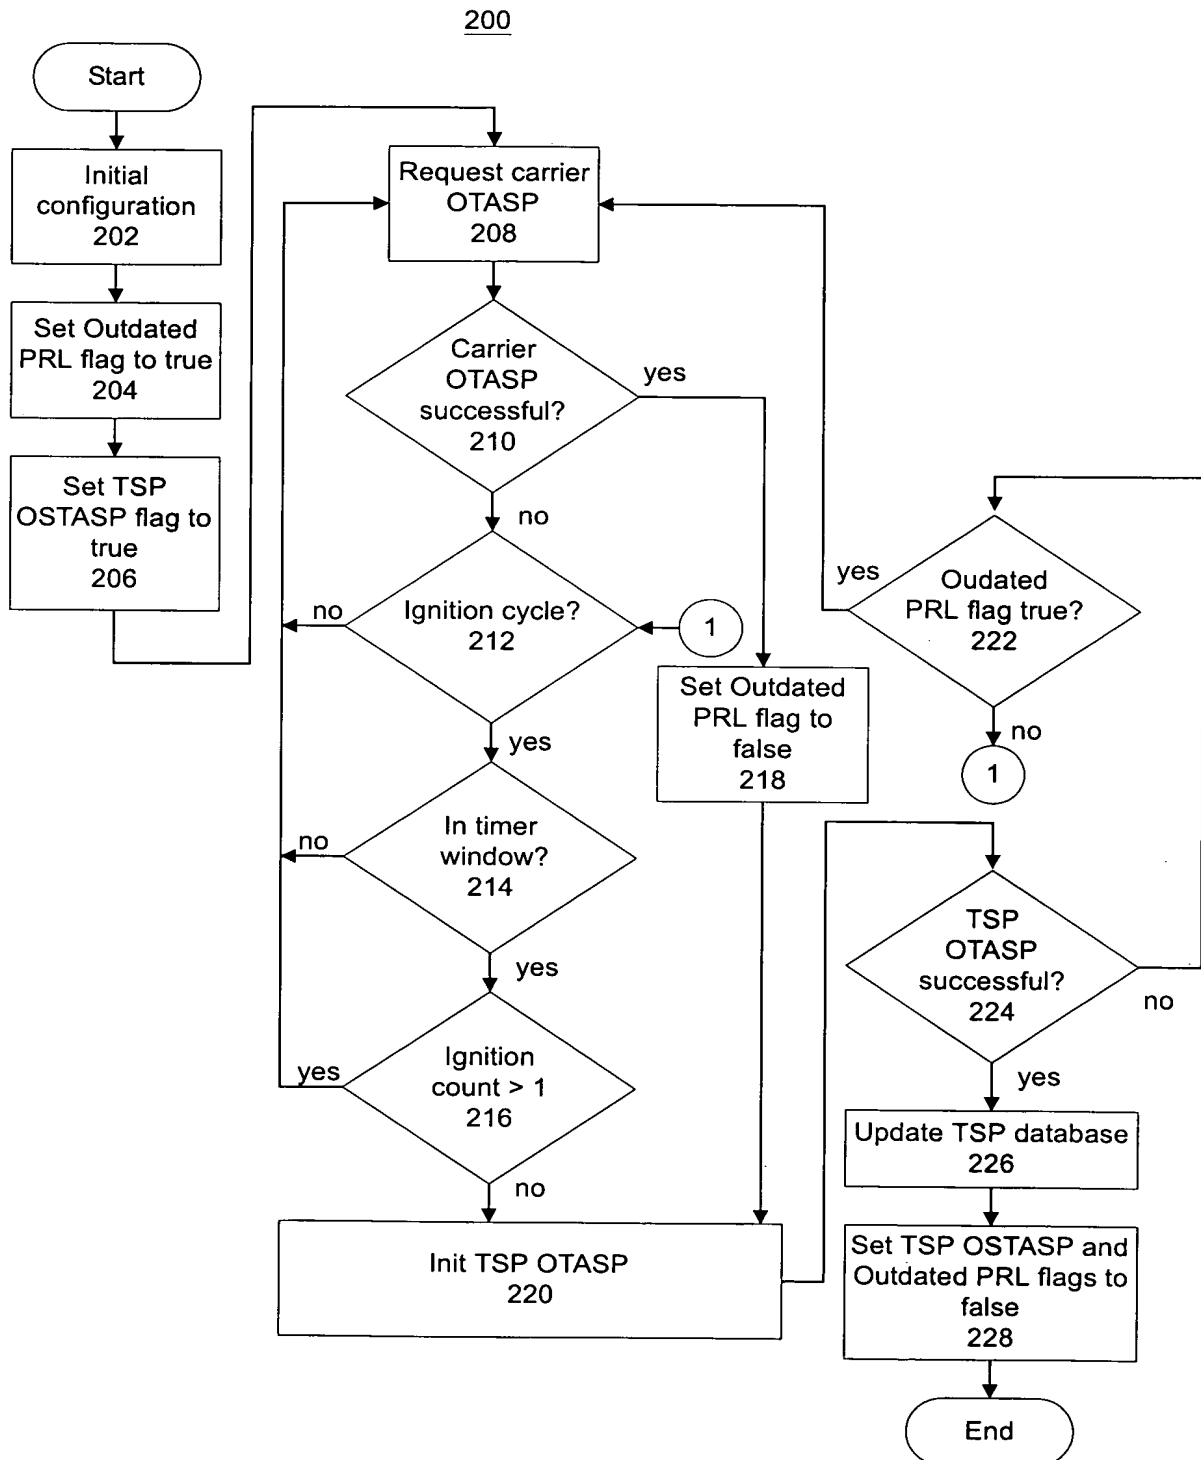 200
Start
Initial
configuration
202
Set Outdated
PRL flag to true
204
Set TSP
OSTASP flag to
true
206
Request carrier
OTASP
208
Carrier
OTASP
successful?
210
yes
no
Ignition cycle?
212
no
1
yes
In timer
window?
214
no
yes
Ignition
count > 1
216
yes
no
Set Outdated
PRL flag to
false
218
Init TSP OTASP
220
Oudated
PRL flag true?
222
yes
no
1
TSP
OTASP
successful?
224
no
yes
Update TSP database
226
Set TSP OSTASP and
Outdated PRL flags to
false
228
End